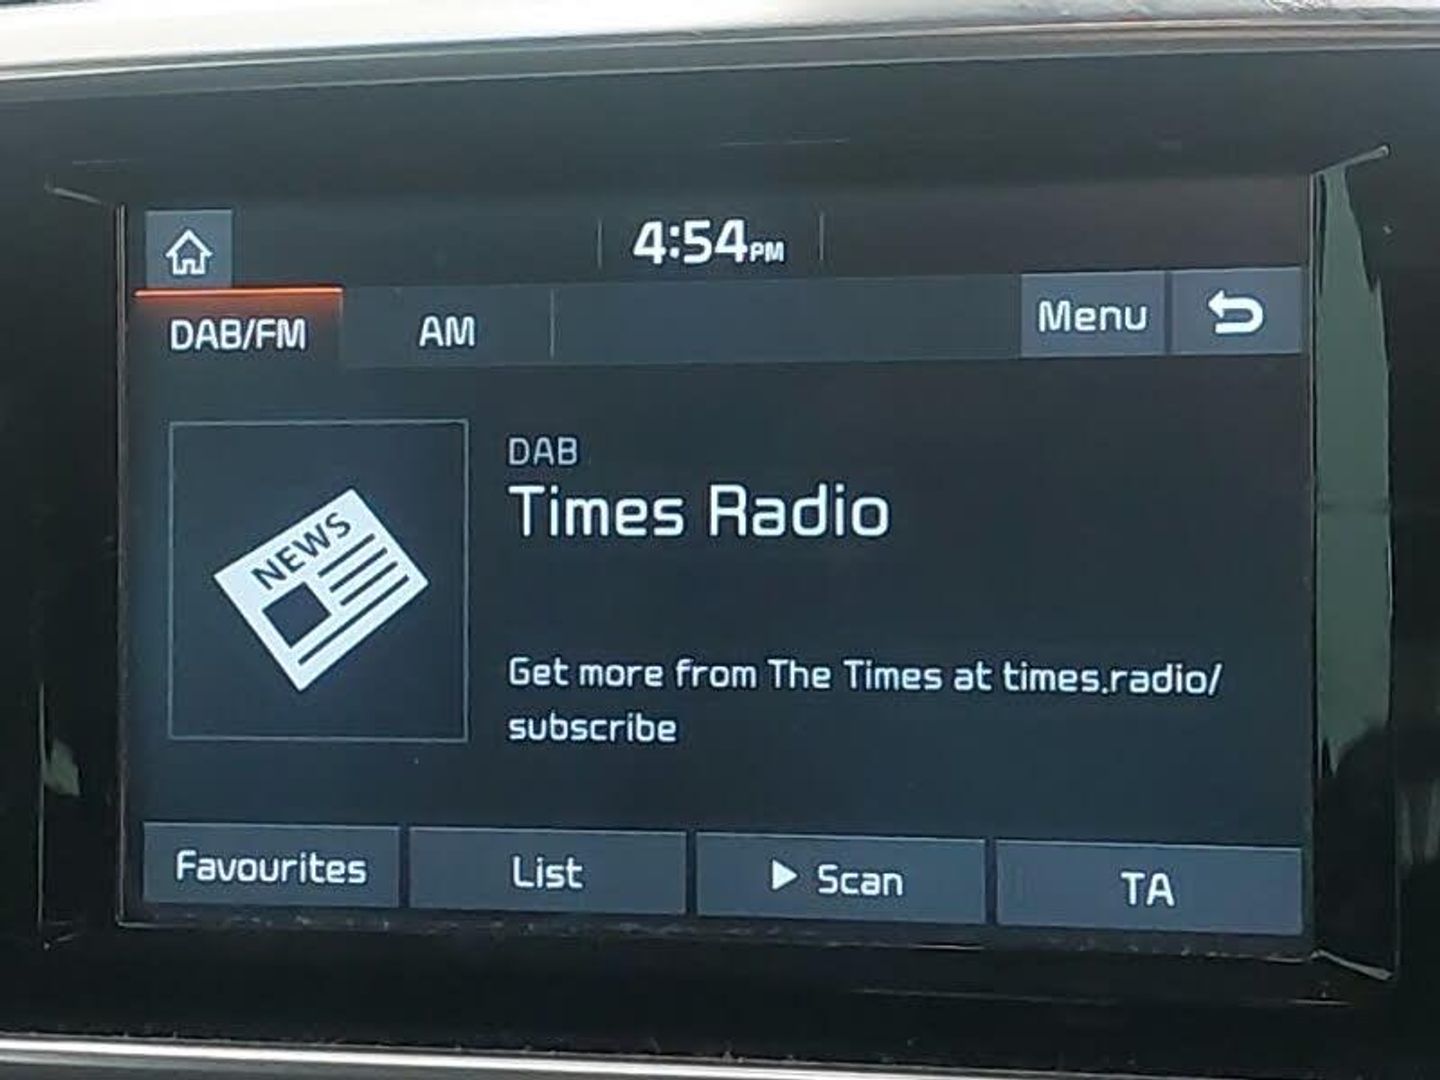 4:54PM
DAB/FM
AM
Menu
DAB
Times Radio
NEWS
Get more from The Times at times.radio/
subscribe
Favourites
List
Scan
TA